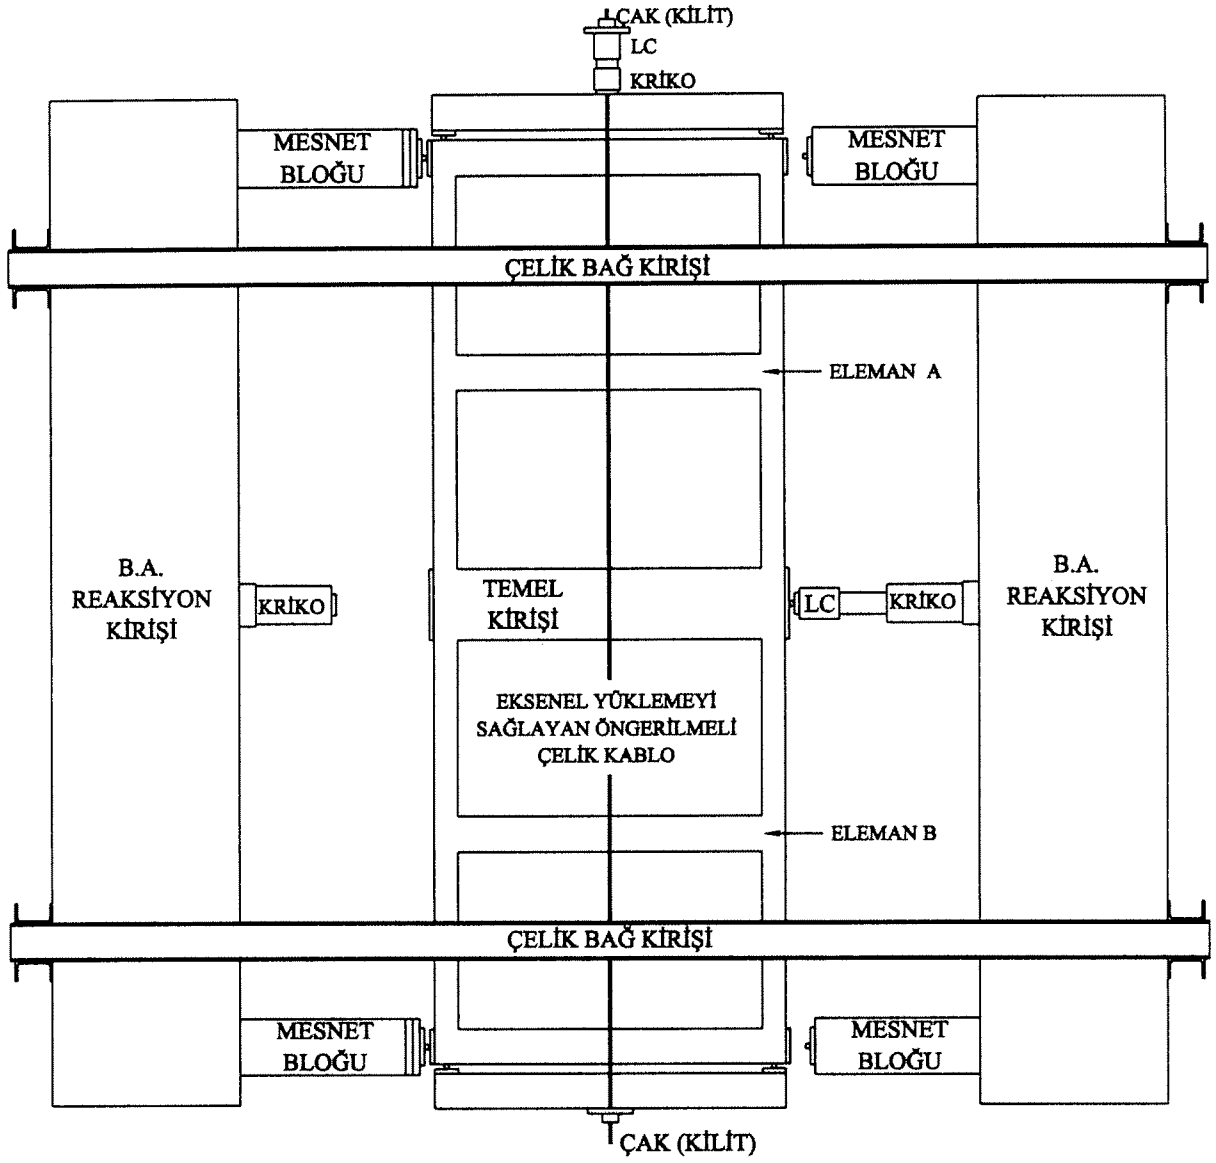 ÇAK (KİLİT)
LC
KRİKO
MESNET
BLOĞU
MESNET
BLOĞU
ÇELİK BAĞ KİRİŞİ
ELEMAN A
B.A.
REAKSİYON
KİRİŞİ
KRİKO
TEMEL
KİRİŞİ
LC
KRİKO
B.A.
REAKSİYON
KİRİŞİ
EKSENEL YÜKLEMEYİ
SAĞLAYAN ÖNGERİLMELİ
ÇELİK KABLO
ELEMAN B
ÇELİK BAĞ KİRİŞİ
MESNET
BLOĞU
MESNET
BLOĞU
ÇAK (KİLİT)